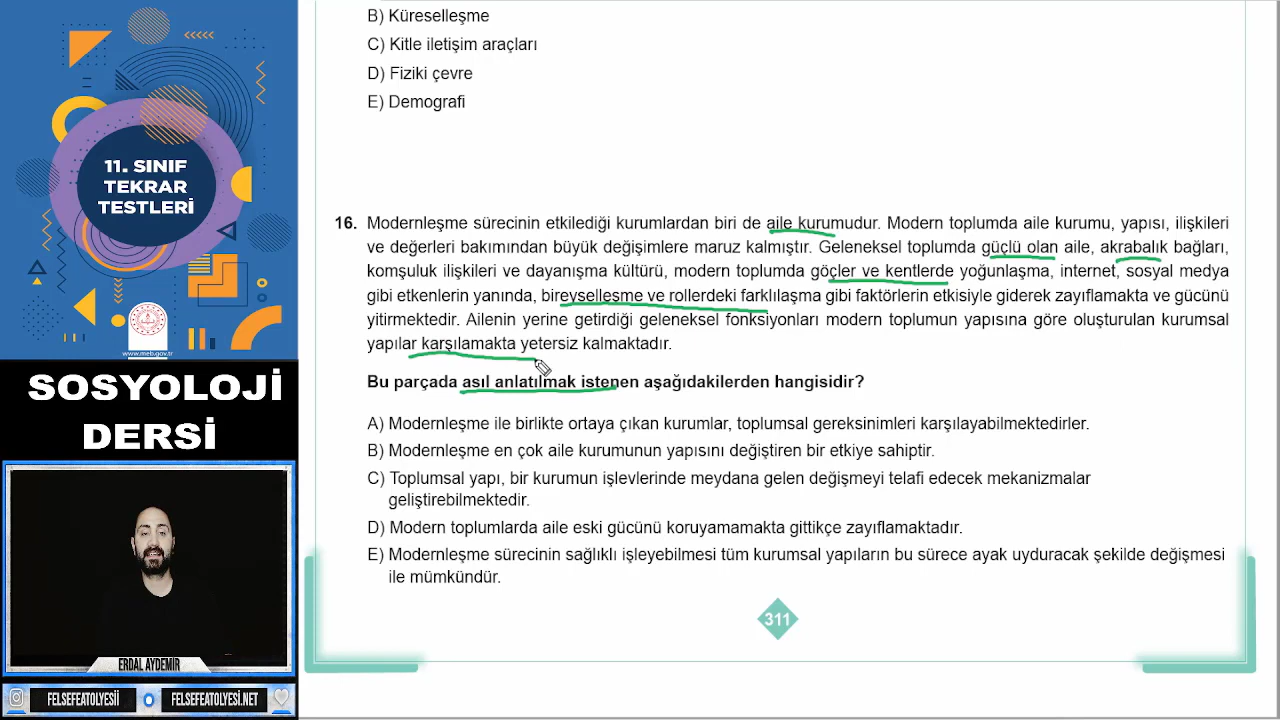 11. SINIF
TEKRAR
TESTLERİ
www.meb.gov.tr
SOSYOLOJİ
DERSİ
ERDAL AYDEMİR
FELSEFEATOLYESİİ
FELSEFEATOLYESİ.NET
B) Küreselleşme
C) Kitle iletişim araçları
D) Fiziki çevre
E) Demografi
16. Modernleşme sürecinin etkilediği kurumlardan biri de aile kurumudur. Modern toplumda aile kurumu, yapısı, ilişkileri
ve değerleri bakımından büyük değişimlere maruz kalmıştır. Geleneksel toplumda güçlü olan aile, akrabalık bağları,
komşuluk ilişkileri ve dayanışma kültürü, modern toplumda göçler ve kentlerde yoğunlaşma, internet, sosyal medya
gibi etkenlerin yanında, bireyselleşme ve rollerdeki farklılaşma gibi faktörlerin etkisiyle giderek zayıflamakta ve gücünü
yitirmektedir. Ailenin yerine getirdiği geleneksel fonksiyonları modern toplumun yapısına göre oluşturulan kurumsal
yapılar karşılamakta yetersiz kalmaktadır.
Bu parçada asıl anlatılmak istenen aşağıdakilerden hangisidir?
A) Modernleşme ile birlikte ortaya çıkan kurumlar, toplumsal gereksinimleri karşılayabilmektedirler.
B) Modernleşme en çok aile kurumunun yapısını değiştiren bir etkiye sahiptir.
C) Toplumsal yapı, bir kurumun işlevlerinde meydana gelen değişmeyi telafi edecek mekanizmalar
geliştirebilmektedir.
D) Modern toplumlarda aile eski gücünü koruyamamakta gittikçe zayıflamaktadır.
E) Modernleşme sürecinin sağlıklı işleyebilmesi tüm kurumsal yapıların bu sürece ayak uyduracak şekilde değişmesi
ile mümkündür.
311